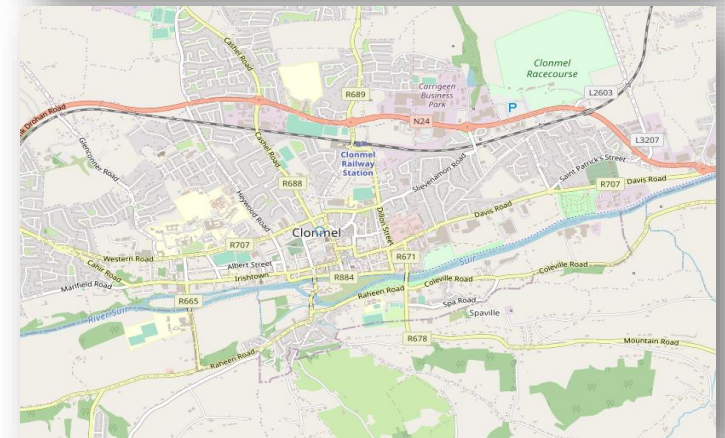 Cashel Road
Clonmel
Racecourse
R689
Carrigeen
Business
Park
P
L2603
Drohan Road
N24
L3207
Glenconner Road
Cashel Road
Clonmel
Railway
Station
Slievenamon Road
Saint Patrick's Street
R688
R707
Davis Road
Heywood Road
Dillon Street
Davis Road
Clonmel
R707
Western Road
Albert Street
R671
Suir
Cahir Road
Irishtown
R884
Coleville Road
Coleville Road
Marlfield Road
Raheen Road
R665
Spa Road
River Suir
Spaville
R678
Mountain Road
Raheen Road